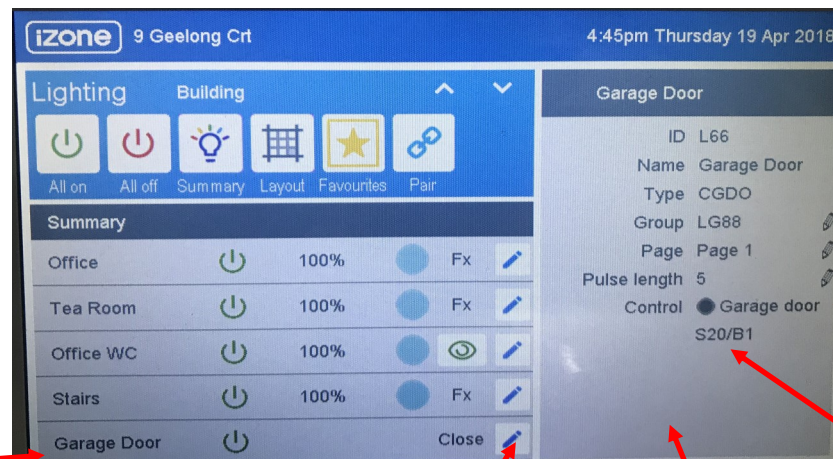 izone 9 Geelong Crt 4:45pm Thursday 19 Apr 2018
Lighting Building
All on All off Summary Layout Favourites Pair
Summary
Office 100% Fx
Tea Room 100% Fx
Office WC 100%
Stairs 100% Fx
Garage Door Close
Garage Door
ID L66
Name Garage Door
Type CGDO
Group LG88
Page Page 1
Pulse length 5
Control Garage door
S20/B1